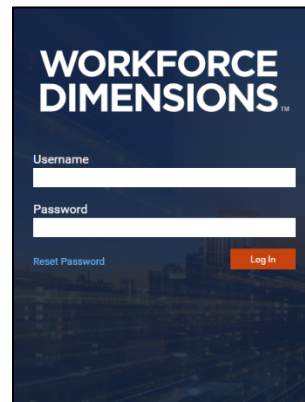 WORKFORCE
DIMENSIONS™
Username
Password
Reset Password
Log In